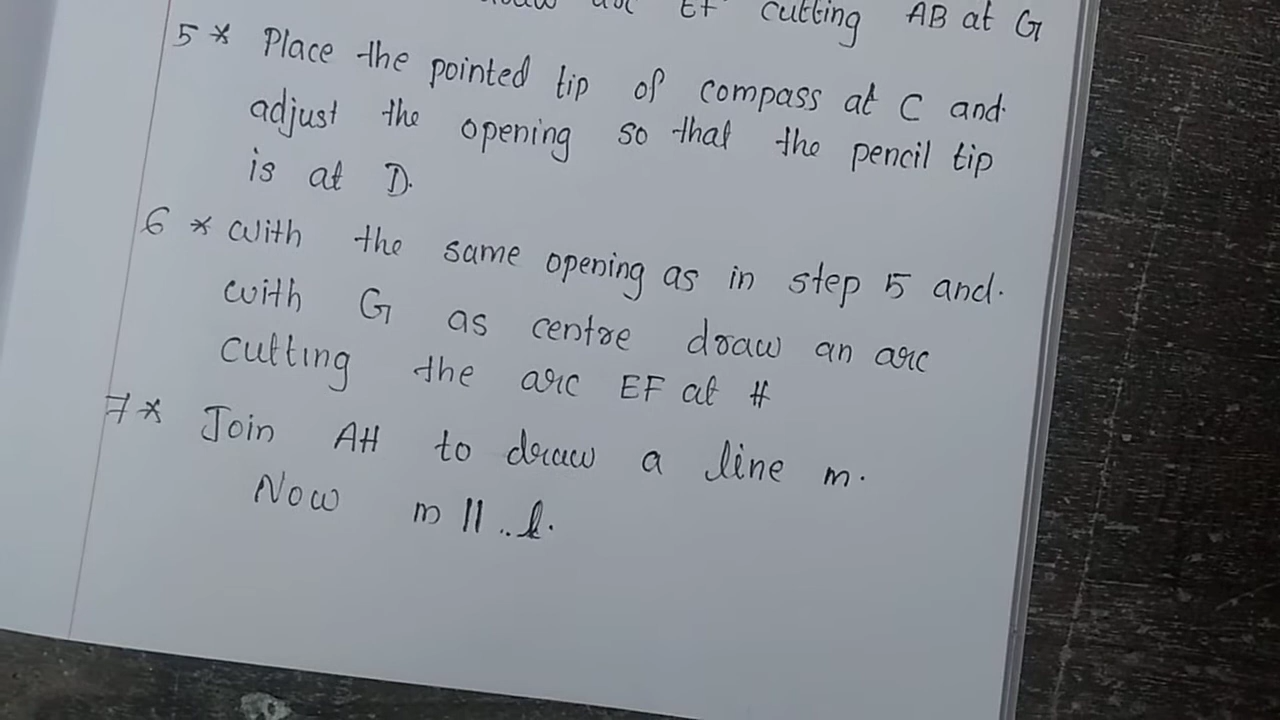 draw arc EF cutting AB at G
5 * Place the pointed tip of compass at C and
adjust the opening so that the pencil tip
is at D.
6 * With the same opening as in step 5 and.
with G as centre draw an arc
cutting the arc EF at H
7 * Join AH to draw a line m.
Now m || .. l.